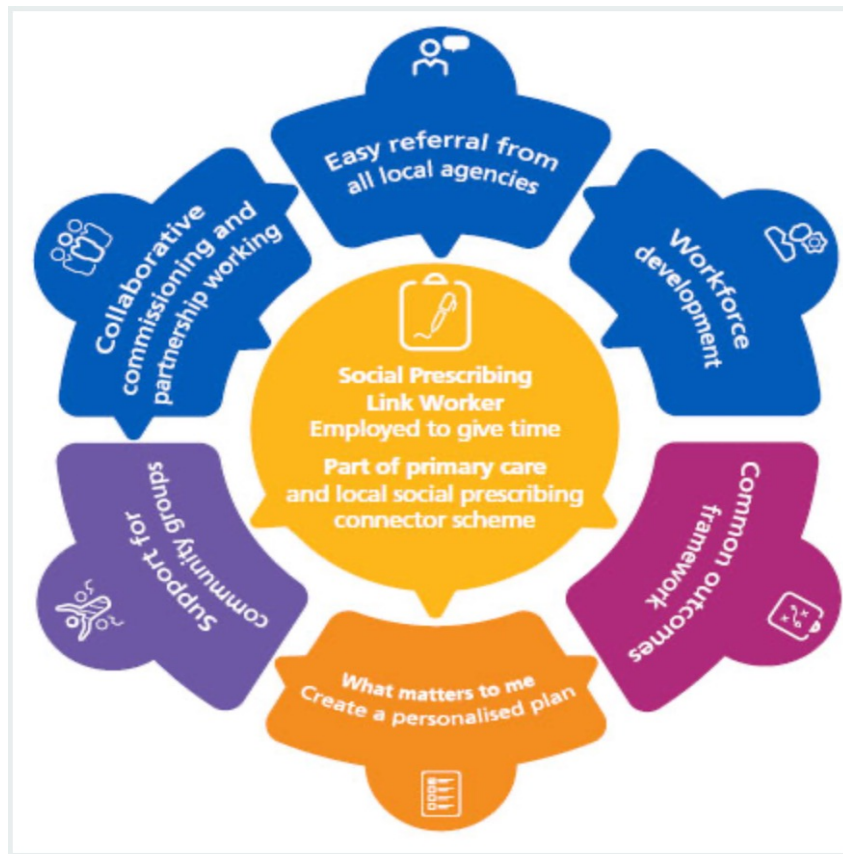 Easy referral from
all local agencies
Workforce
development
Common outcomes
framework
What matters to me
Create a personalised plan
Support for
community groups
Collaborative
commissioning and
partnership working
Social Prescribing
Link Worker
Employed to give time
Part of primary care
and local social prescribing
connector scheme